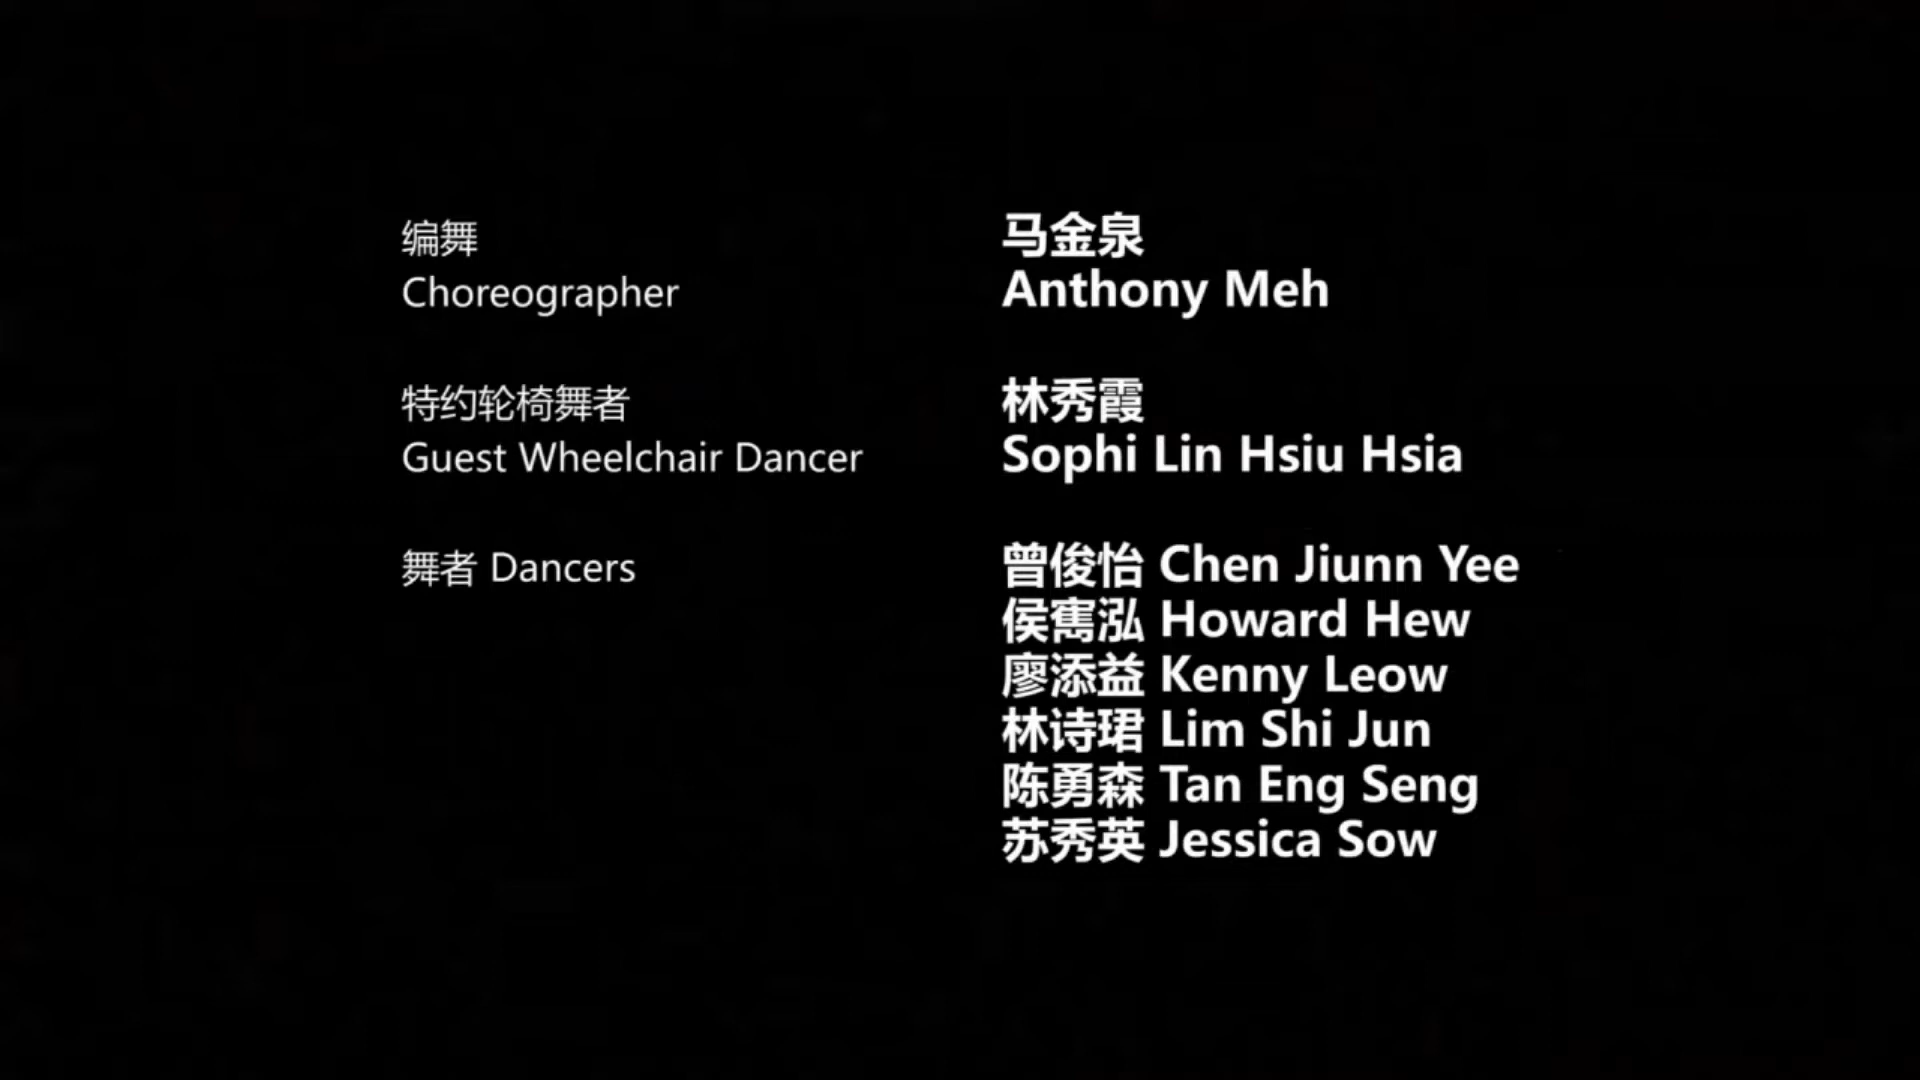 编舞
Choreographer
马金泉
Anthony Meh
特约轮椅舞者
Guest Wheelchair Dancer
林秀霞
Sophi Lin Hsiu Hsia
舞者 Dancers
曾俊怡 Chen Jiunn Yee
侯寯泓 Howard Hew
廖添益 Kenny Leow
林诗珺 Lim Shi Jun
陈勇森 Tan Eng Seng
苏秀英 Jessica Sow